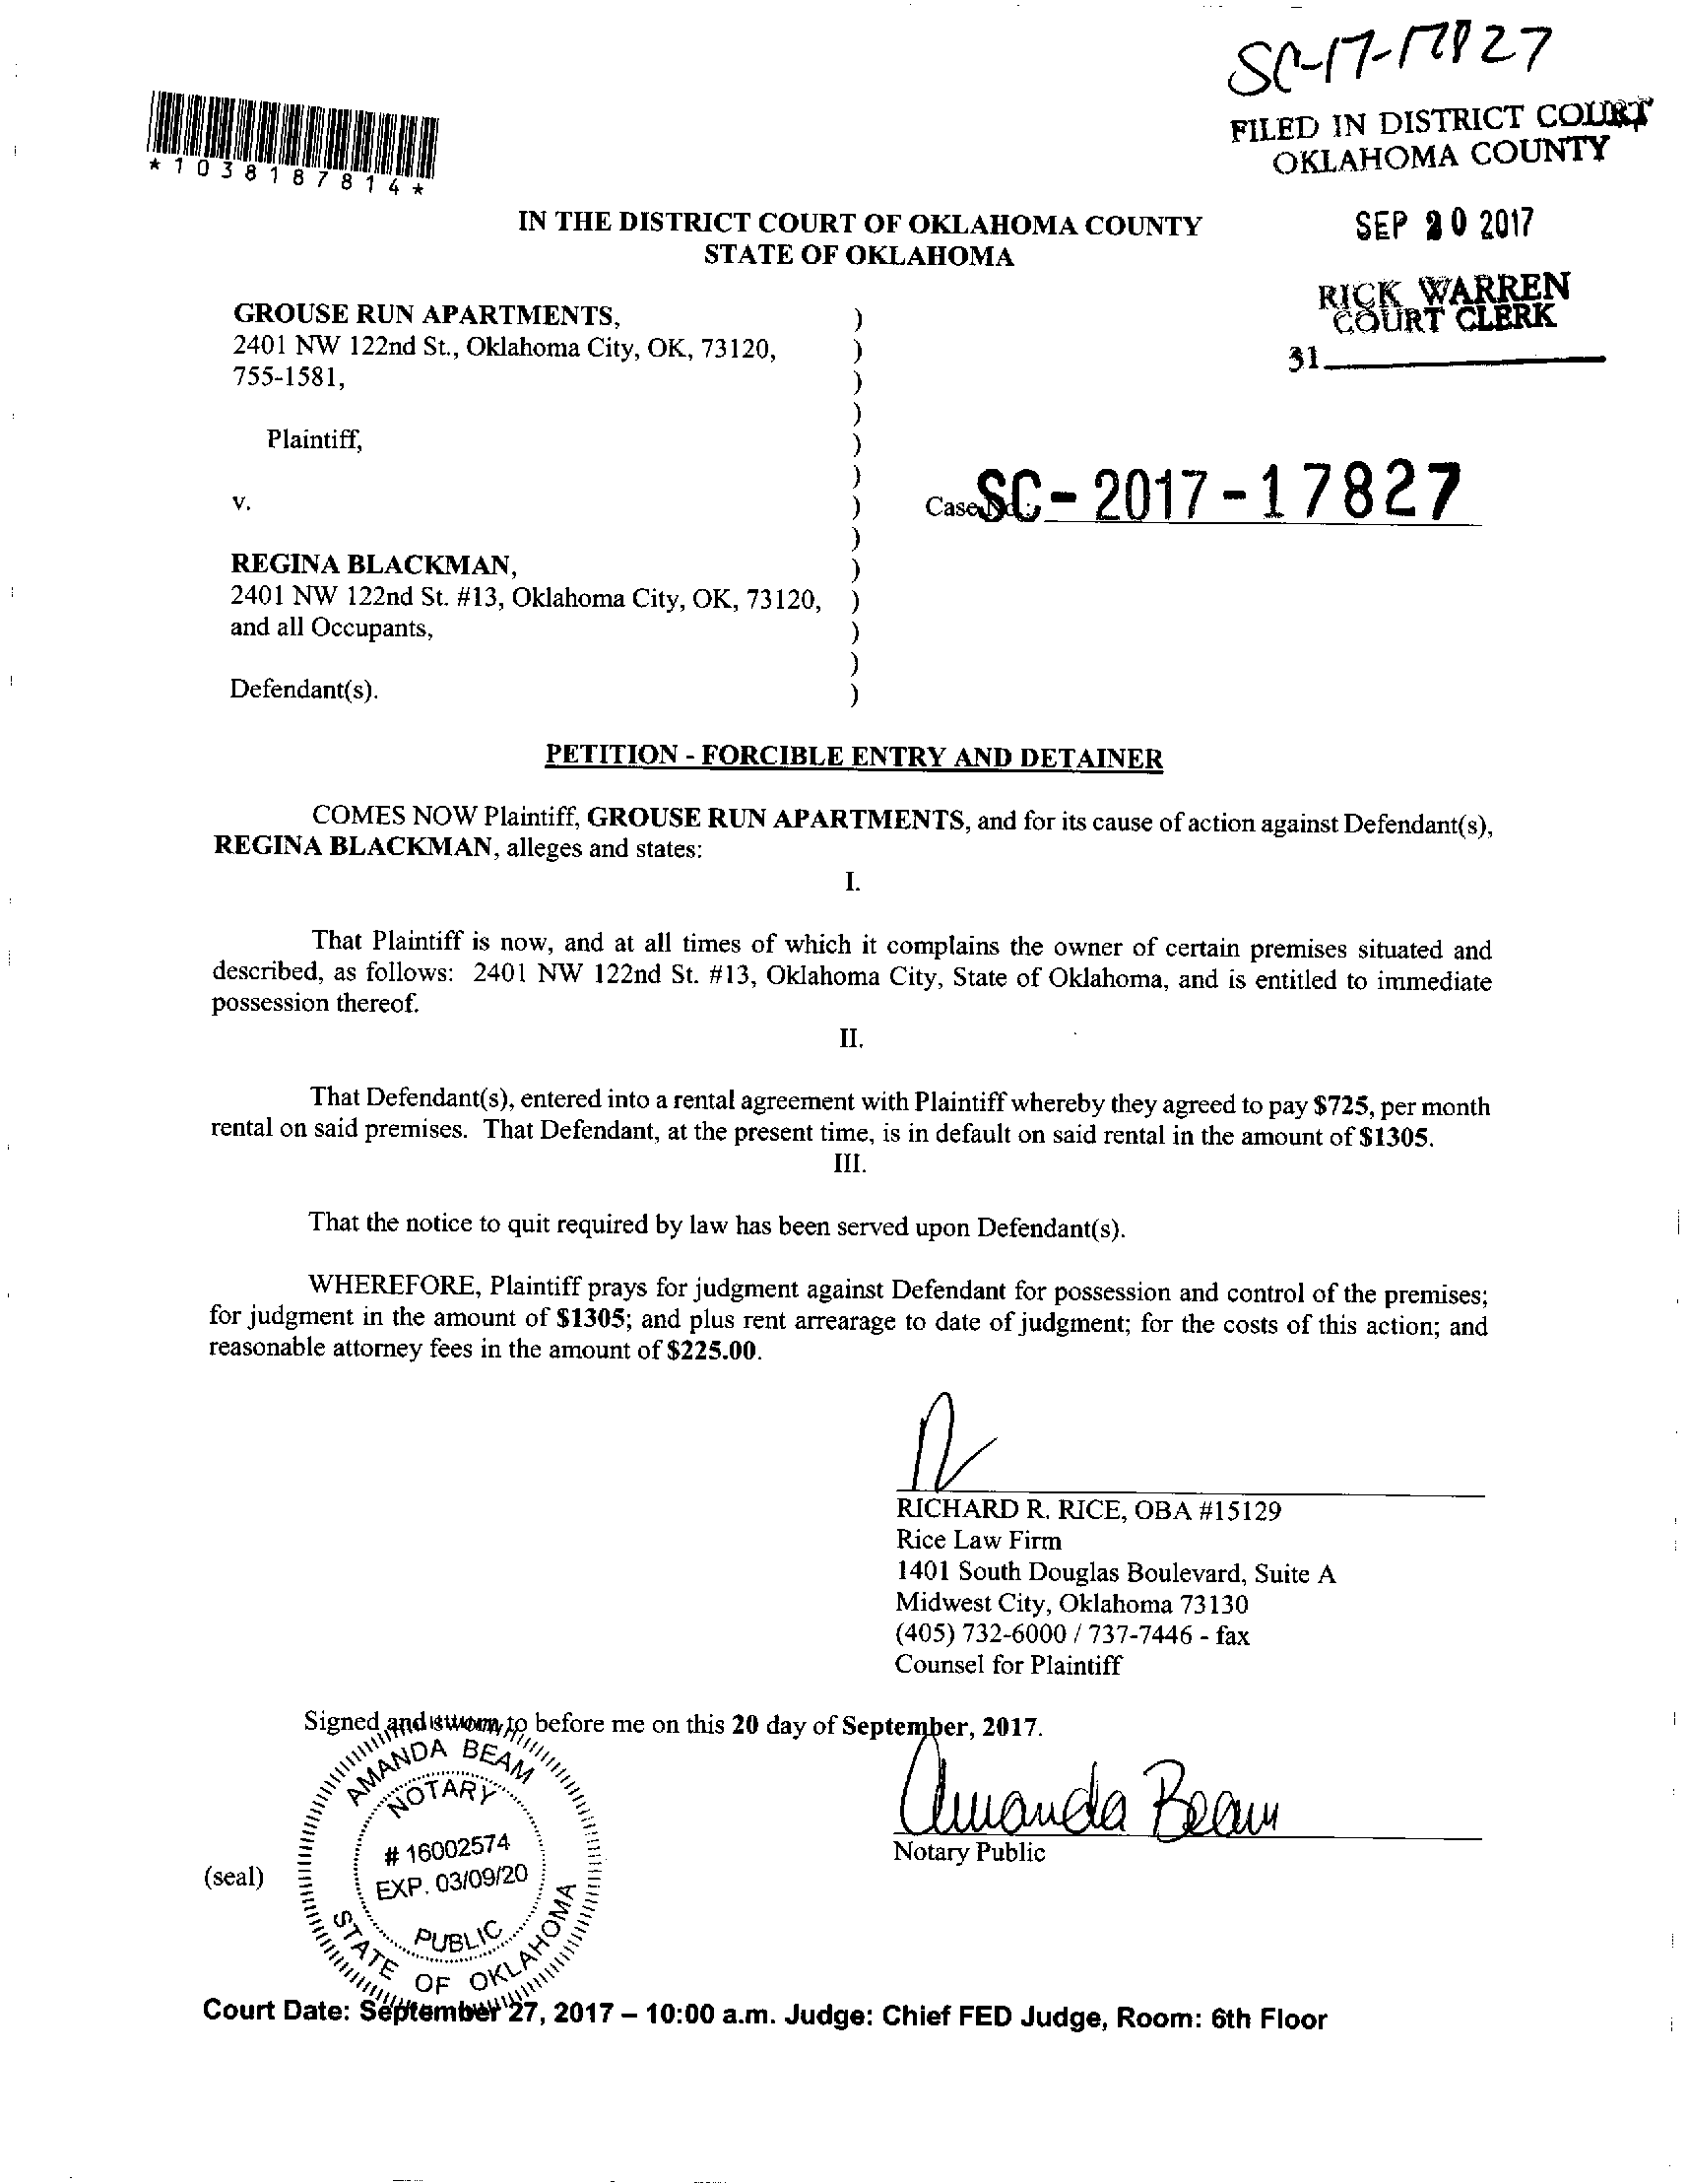 SC-17-17827
*1038187814*
FILED IN DISTRICT COURT
OKLAHOMA COUNTY
SEP 20 2017
RICK WARREN
COURT CLERK
31
IN THE DISTRICT COURT OF OKLAHOMA COUNTY
STATE OF OKLAHOMA
GROUSE RUN APARTMENTS, )
2401 NW 122nd St., Oklahoma City, OK, 73120, )
755-1581, )
)
Plaintiff, )
)
v. )
Case No.: SC-2017-17827
)
REGINA BLACKMAN, )
2401 NW 122nd St. #13, Oklahoma City, OK, 73120, )
and all Occupants, )
)
Defendant(s). )
PETITION - FORCIBLE ENTRY AND DETAINER
COMES NOW Plaintiff, GROUSE RUN APARTMENTS, and for its cause of action against Defendant(s),
REGINA BLACKMAN, alleges and states:
I.
That Plaintiff is now, and at all times of which it complains the owner of certain premises situated and
described, as follows: 2401 NW 122nd St. #13, Oklahoma City, State of Oklahoma, and is entitled to immediate
possession thereof.
II.
That Defendant(s), entered into a rental agreement with Plaintiff whereby they agreed to pay $725, per month
rental on said premises. That Defendant, at the present time, is in default on said rental in the amount of $1305.
III.
That the notice to quit required by law has been served upon Defendant(s).
WHEREFORE, Plaintiff prays for judgment against Defendant for possession and control of the premises;
for judgment in the amount of $1305; and plus rent arrearage to date of judgment; for the costs of this action; and
reasonable attorney fees in the amount of $225.00.
RICHARD R. RICE, OBA #15129
Rice Law Firm
1401 South Douglas Boulevard, Suite A
Midwest City, Oklahoma 73130
(405) 732-6000 / 737-7446 - fax
Counsel for Plaintiff
Signed and sworn to before me on this 20 day of September, 2017.
Amanda Beam
Notary Public
(seal)
AMANDA BEAM
NOTARY
# 16002574
EXP. 03/09/20
PUBLIC
STATE OF OKLAHOMA
Court Date: September 27, 2017 – 10:00 a.m. Judge: Chief FED Judge, Room: 6th Floor